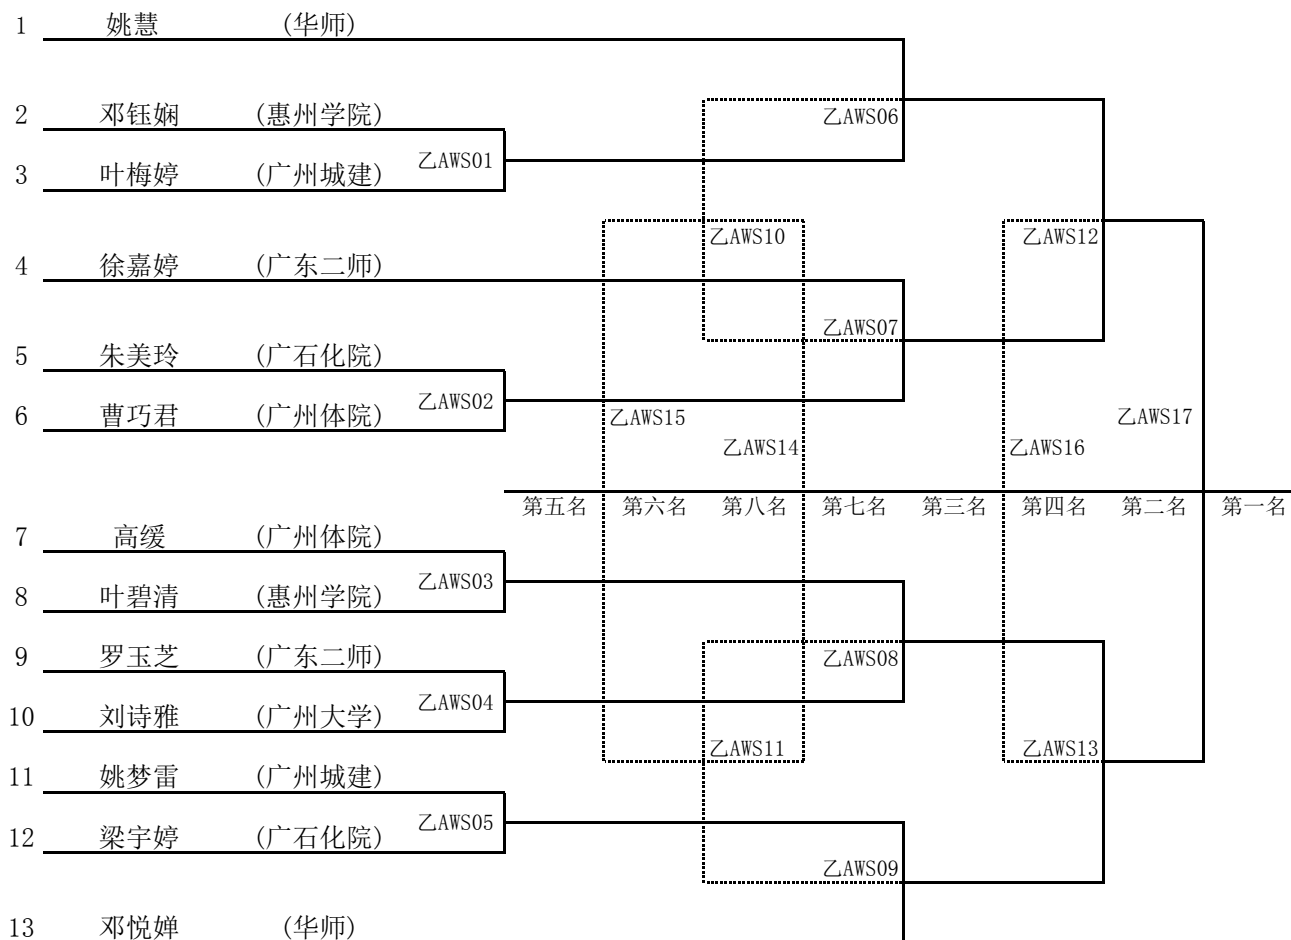 1 姚慧 (华师)
2 邓钰娴 (惠州学院)
乙AWS06
乙AWS01
3 叶梅婷 (广州城建)
乙AWS10
乙AWS12
4 徐嘉婷 (广东二师)
乙AWS07
5 朱美玲 (广石化院)
乙AWS02
6 曹巧君 (广州体院)
乙AWS15
乙AWS17
乙AWS14
乙AWS16
第五名 第六名 第八名 第七名 第三名 第四名 第二名 第一名
7 高缓 (广州体院)
乙AWS03
8 叶碧清 (惠州学院)
9 罗玉芝 (广东二师)
乙AWS08
乙AWS04
10 刘诗雅 (广州大学)
乙AWS11
乙AWS13
11 姚梦雷 (广州城建)
乙AWS05
12 梁宇婷 (广石化院)
乙AWS09
13 邓悦婵 (华师)